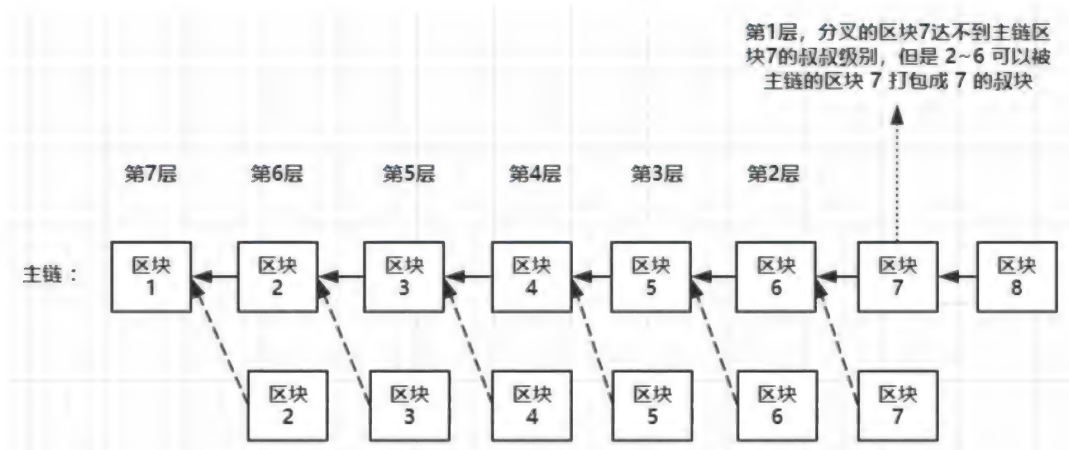 第1层，分叉的区块7达不到主链区
块7的叔叔级别，但是 2~6 可以被
主链的区块 7 打包成 7 的叔块
第7层
第6层
第5层
第4层
第3层
第2层
主链：
区块
1
区块
2
区块
3
区块
4
区块
5
区块
6
区块
7
区块
8
区块
2
区块
3
区块
4
区块
5
区块
6
区块
7